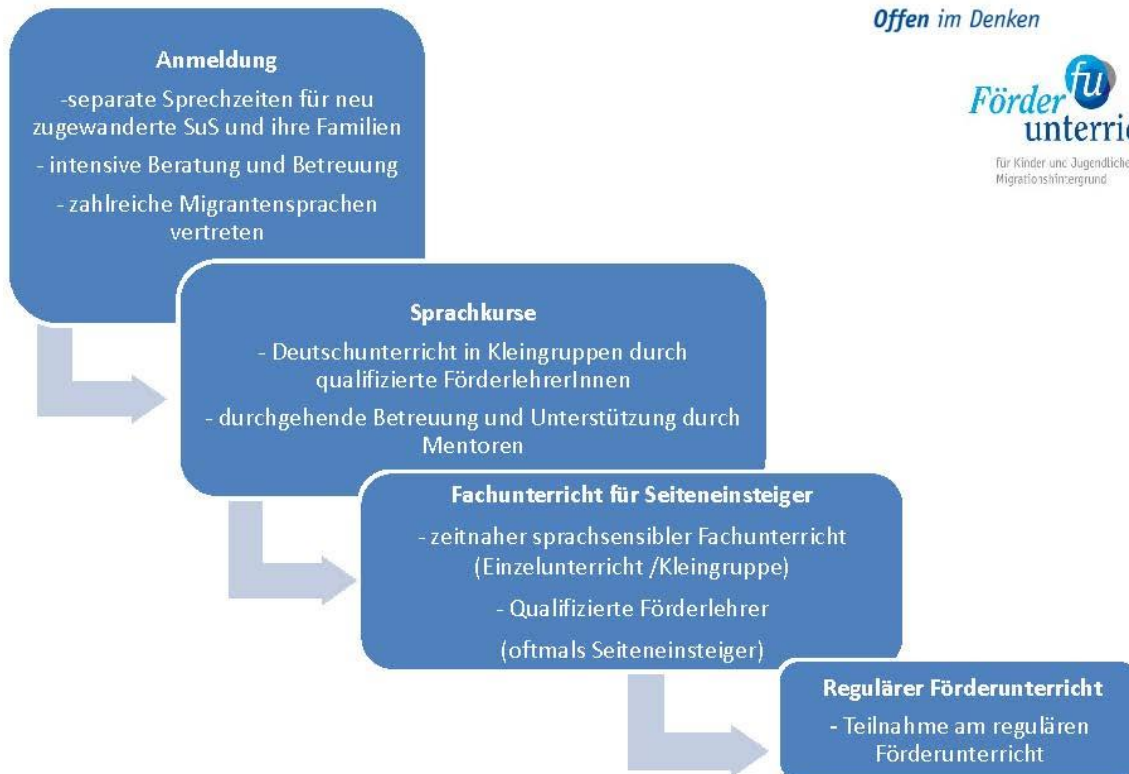 Offen im Denken
Förder fu
unterric
für Kinder und Jugendliche
Migrationshintergrund
Anmeldung
-separate Sprechzeiten für neu
zugewanderte SuS und ihre Familien
- intensive Beratung und Betreuung
- zahlreiche Migrantensprachen
vertreten
Sprachkurse
- Deutschunterricht in Kleingruppen durch
qualifizierte FörderlehrerInnen
- durchgehende Betreuung und Unterstützung durch
Mentoren
Fachunterricht für Seiteneinsteiger
- zeitnaher sprachsensibler Fachunterricht
(Einzelunterricht /Kleingruppe)
- Qualifizierte Förderlehrer
(oftmals Seiteneinsteiger)
Regulärer Förderunterricht
- Teilnahme am regulären
Förderunterricht